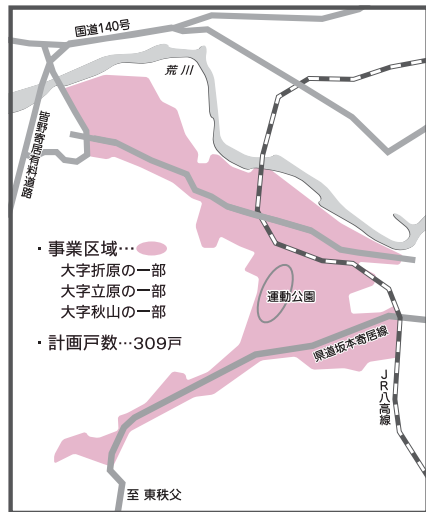 国道140号
荒川
皆野寄居有料道路
・事業区域…
大字折原の一部
大字立原の一部
大字秋山の一部
・計画戸数…309戸
運動公園
県道坂本寄居線
JR八高線
至 東秩父